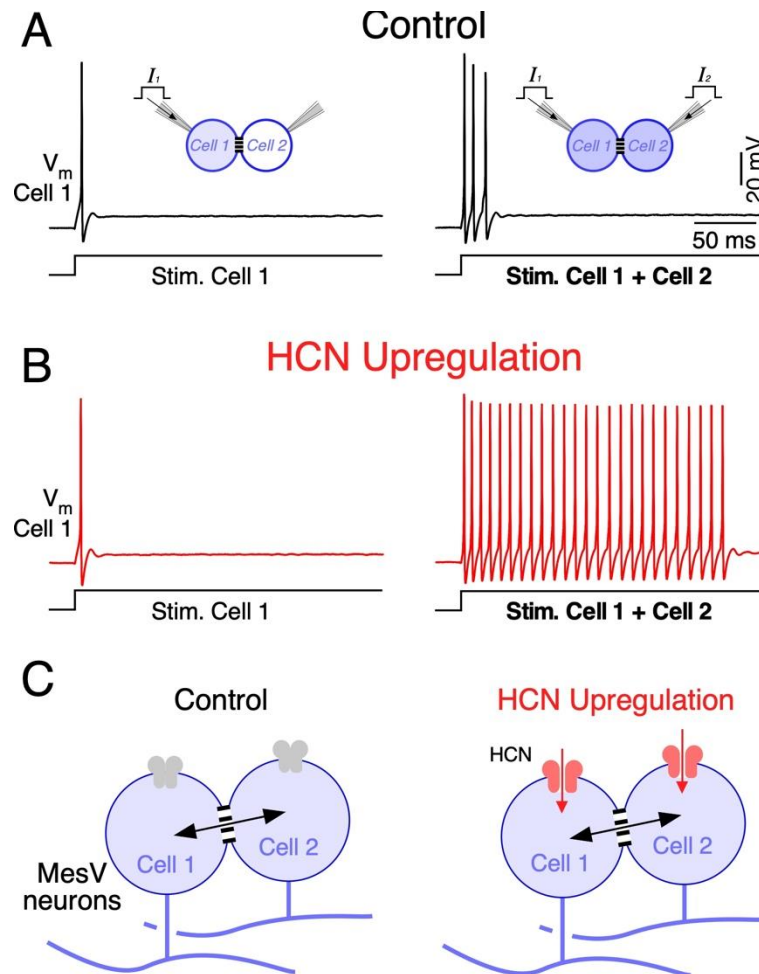 A
Control
I₁
Cell 1
Cell 2
Vm
Cell 1
Stim. Cell 1
I₁
I₂
Cell 1
Cell 2
20 mV
50 ms
Stim. Cell 1 + Cell 2
B
HCN Upregulation
Vm
Cell 1
Stim. Cell 1
Stim. Cell 1 + Cell 2
C
Control
HCN Upregulation
HCN
Cell 1
Cell 2
Cell 1
Cell 2
MesV
neurons